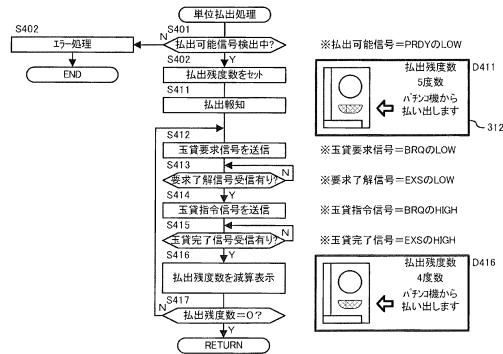 単位払出処理
S402
エラー処理
END
S401
払出可能信号検出中?
N
Y
S402
払出残度数をセット
S411
払出報知
S412
玉貸要求信号を送信
S413
要求了解信号受信有り?
N
Y
S414
玉貸指令信号を送信
S415
玉貸完了信号受信有り?
N
Y
S416
払出残度数を減算表示
S417
払出残度数=0?
N
Y
RETURN
※払出可能信号=PRDYのLOW
D411
払出残度数
5度数
パチンコ機から
払い出します
312
※玉貸要求信号=BRQのLOW
※要求了解信号=EXSのLOW
※玉貸指令信号=BRQのHIGH
※玉貸完了信号=EXSのHIGH
D416
払出残度数
4度数
パチンコ機から
払い出します